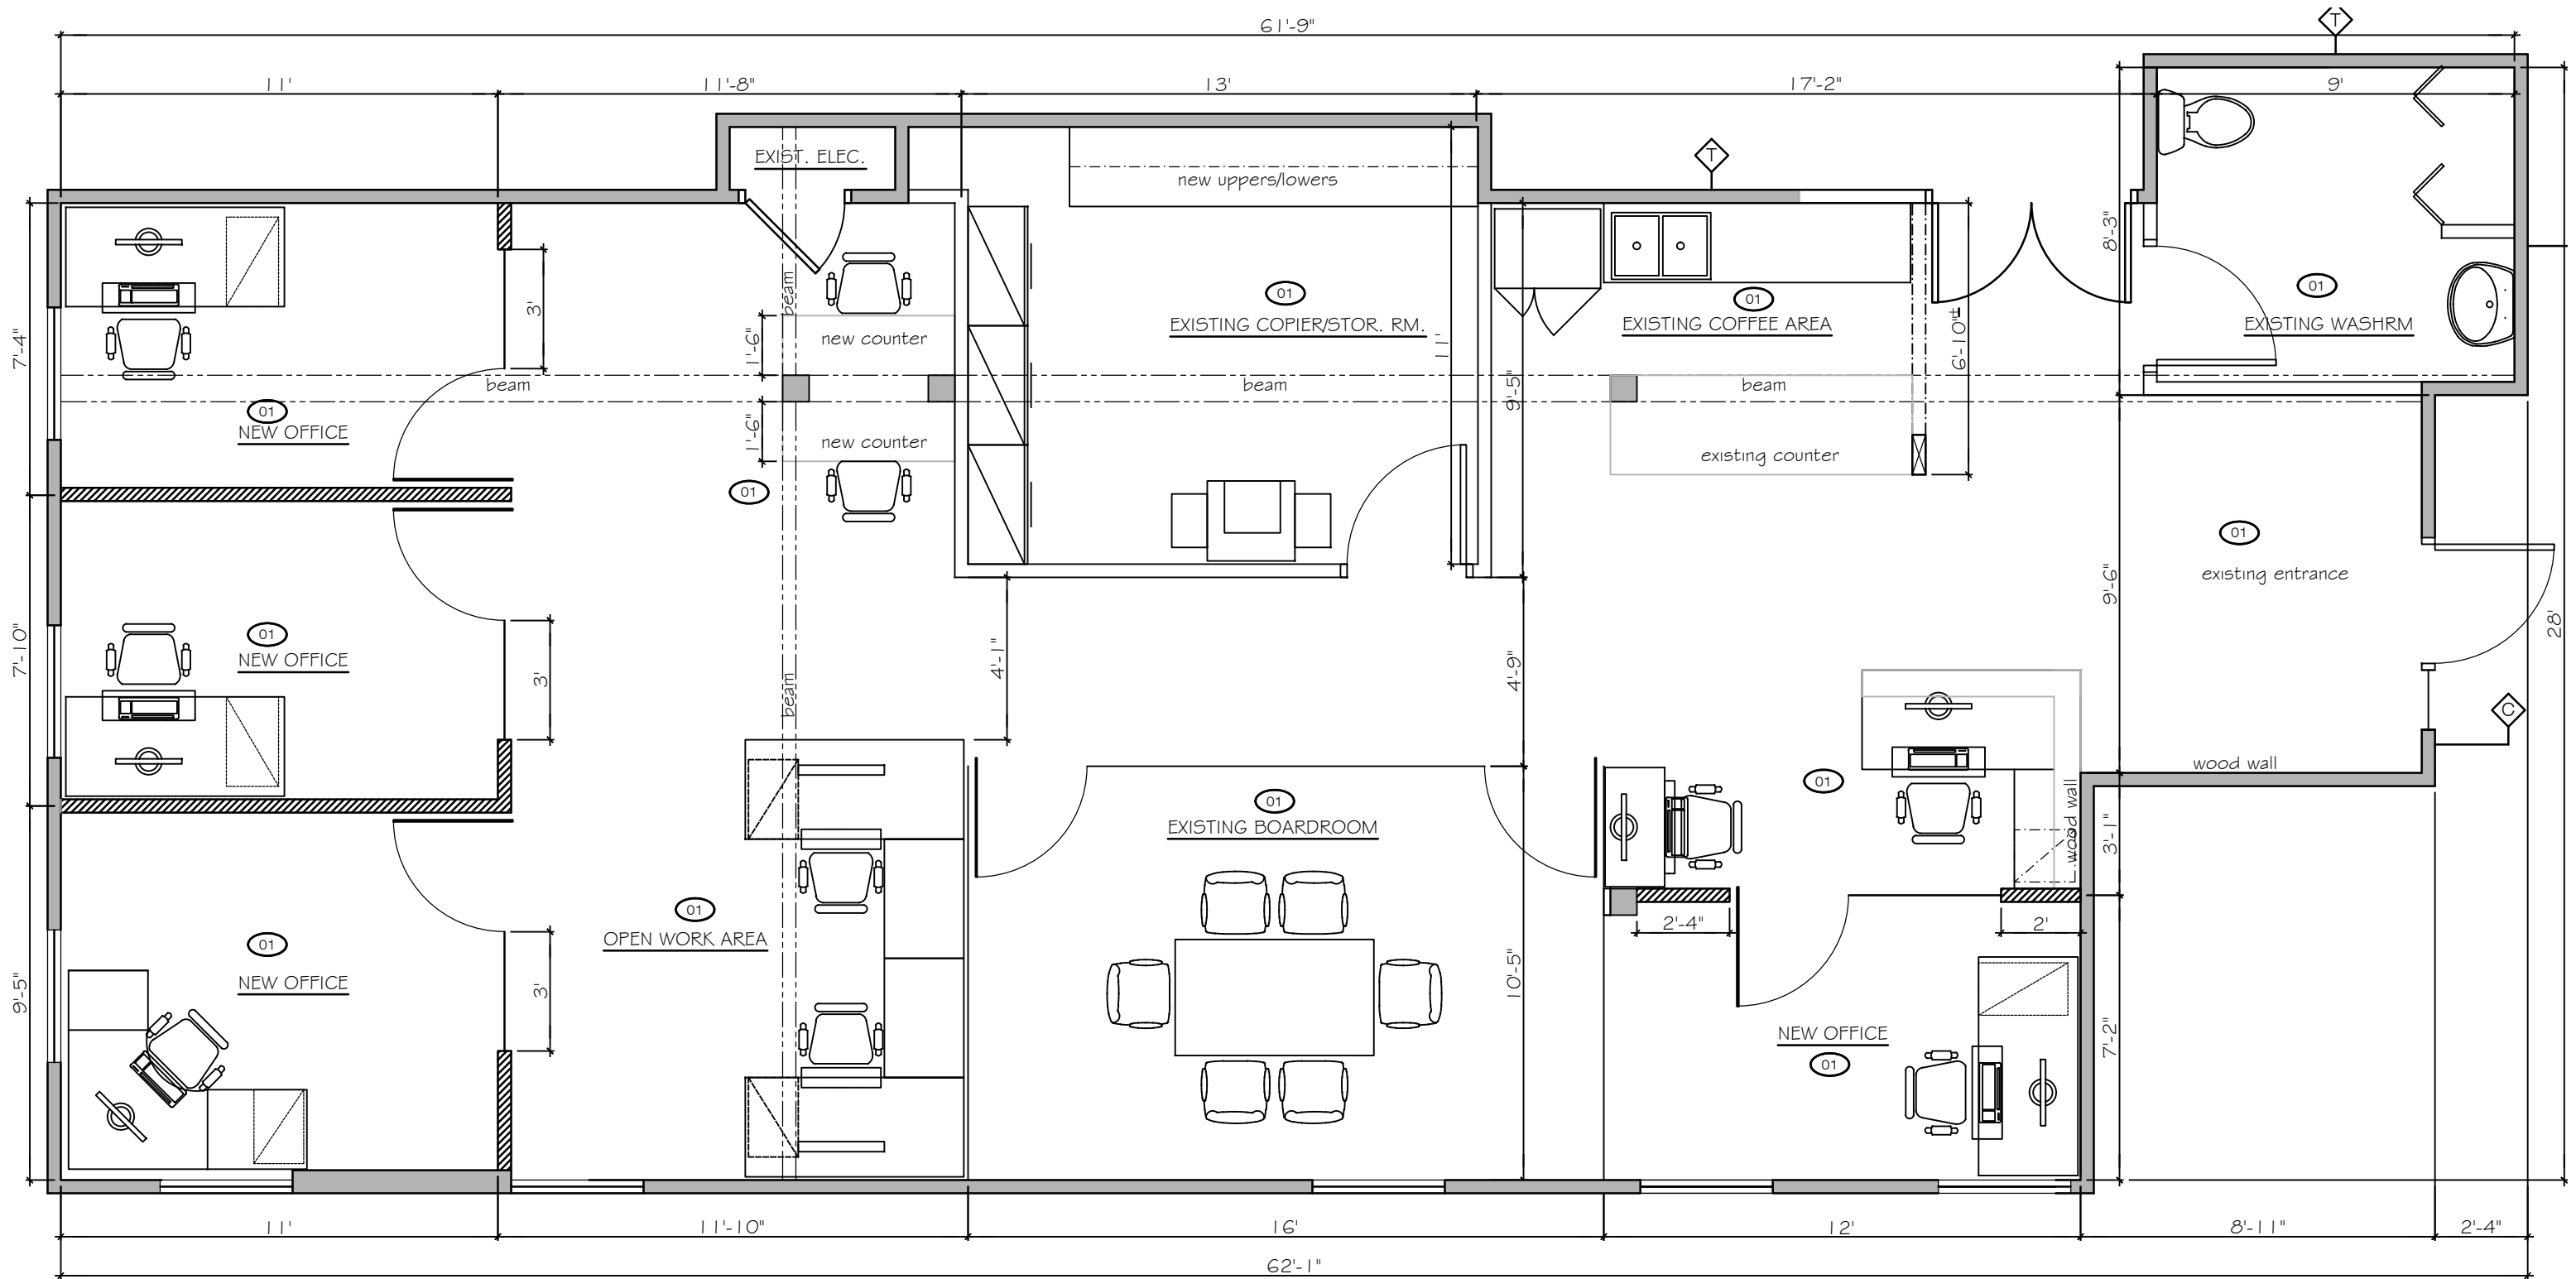 61'-9"
T
11'
11'-8"
13'
17'-2"
9'
EXIST. ELEC.
T
new uppers/lowers
8'-3"
beam
01
01
01
3'
EXISTING COPIER/STOR. RM.
EXISTING COFFEE AREA
EXISTING WASHRM
7'-4"
1'-6"
new counter
11'
6'-10"±
beam
beam
beam
9'-5"
01
NEW OFFICE
1'-6"
new counter
existing counter
01
01
existing entrance
9'-6"
28'
7'-10"
01
NEW OFFICE
3'
beam
4'-1"
4'-9"
C
wood wall
01
01
EXISTING BOARDROOM
wood wall
3'-1"
01
OPEN WORK AREA
2'-4"
2'
01
NEW OFFICE
9'-5"
3'
10'-5"
NEW OFFICE
01
7'-2"
11'
11'-10"
16'
12'
8'-11"
2'-4"
62'-1"